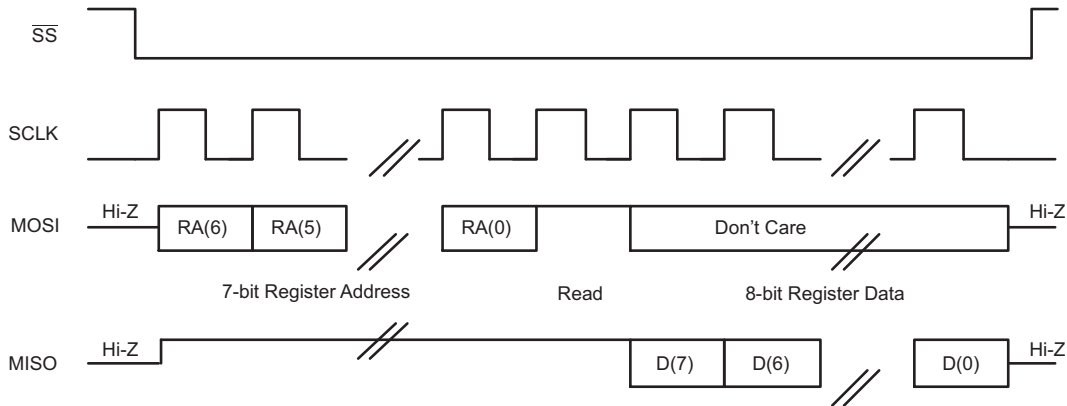 SS
SCLK
Hi-Z Hi-Z
MOSI RA(6) RA(5) RA(0) Don't Care
7-bit Register Address Read 8-bit Register Data
Hi-Z Hi-Z
MISO D(7) D(6) D(0)